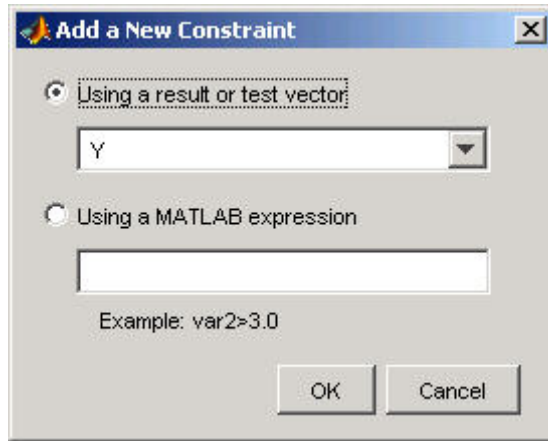 Add a New Constraint
Using a result or test vector
Y
Using a MATLAB expression
Example: var2>3.0
OK Cancel